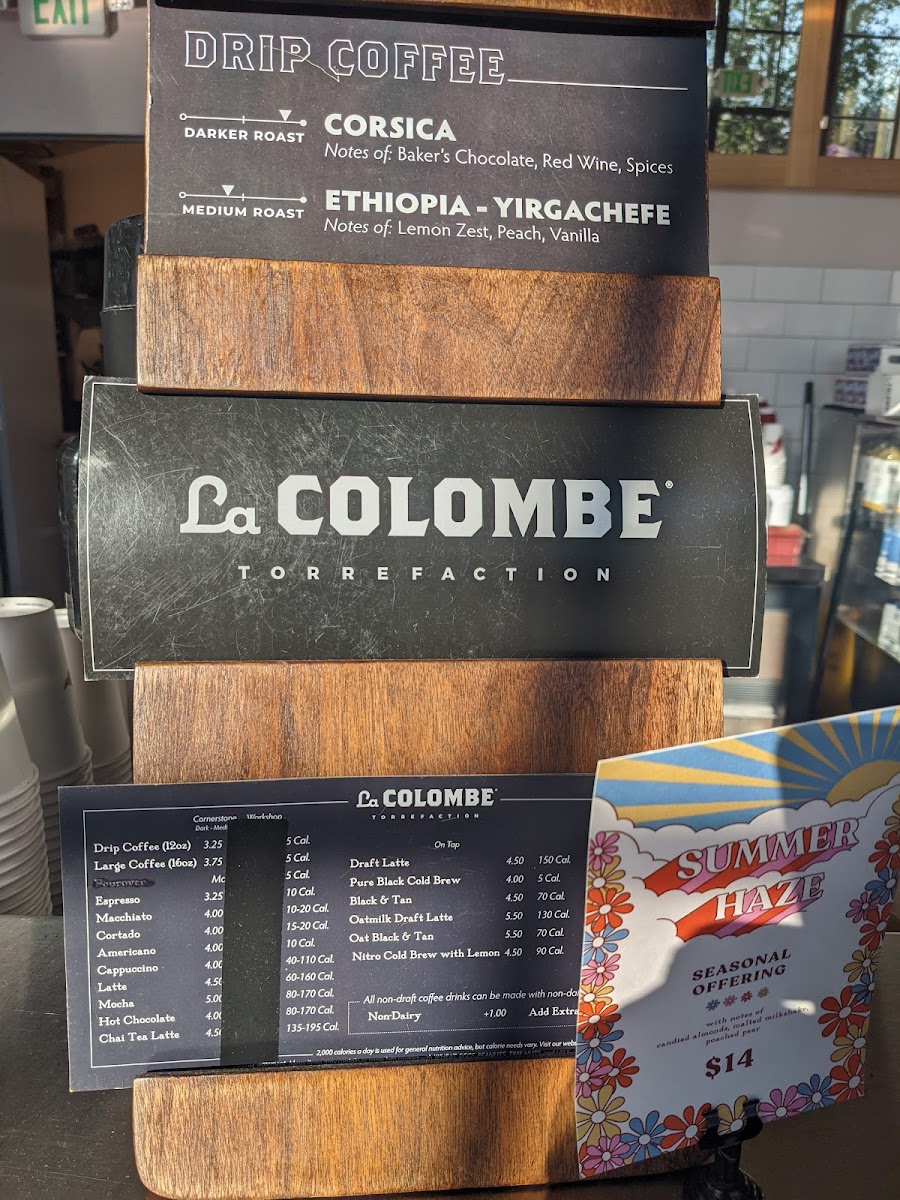 EXIT
DRIP COFFEE
DARKER ROAST
CORSICA
Notes of: Baker's Chocolate, Red Wine, Spices
MEDIUM ROAST
ETHIOPIA - YIRGACHEFE
Notes of: Lemon Zest, Peach, Vanilla
La COLOMBE®
TORREFACTION
La COLOMBE®
TORREFACTION
Cornerstone Workshop
Dark - Medi
Drip Coffee (12oz) 3.25 5 Cal.
Large Coffee (16oz) 3.75 5 Cal.
Pourover 5 Cal.
Espresso 3.25 10 Cal.
Macchiato 4.00 10-20 Cal.
Cortado 4.00 15-20 Cal.
Americano 4.00 10 Cal.
Cappuccino 4.00 40-110 Cal.
Latte 4.50 60-160 Cal.
Mocha 5.00 80-170 Cal.
Hot Chocolate 4.00 80-170 Cal.
Chai Tea Latte 4.50 135-195 Cal.
On Tap
Draft Latte 4.50 150 Cal.
Pure Black Cold Brew 4.00 5 Cal.
Black & Tan 4.50 70 Cal.
Oatmilk Draft Latte 5.50 130 Cal.
Oat Black & Tan 5.50 70 Cal.
Nitro Cold Brew with Lemon 4.50 90 Cal.
All non-draft coffee drinks can be made with non-dai
Non-Dairy +1.00 Add Extra
2,000 calories a day is used for general nutrition advice, but calorie needs vary. Visit our webs
SUMMER
HAZE
SEASONAL
OFFERING
with notes of
candied almonds, malted milkshake,
poached pear
$14